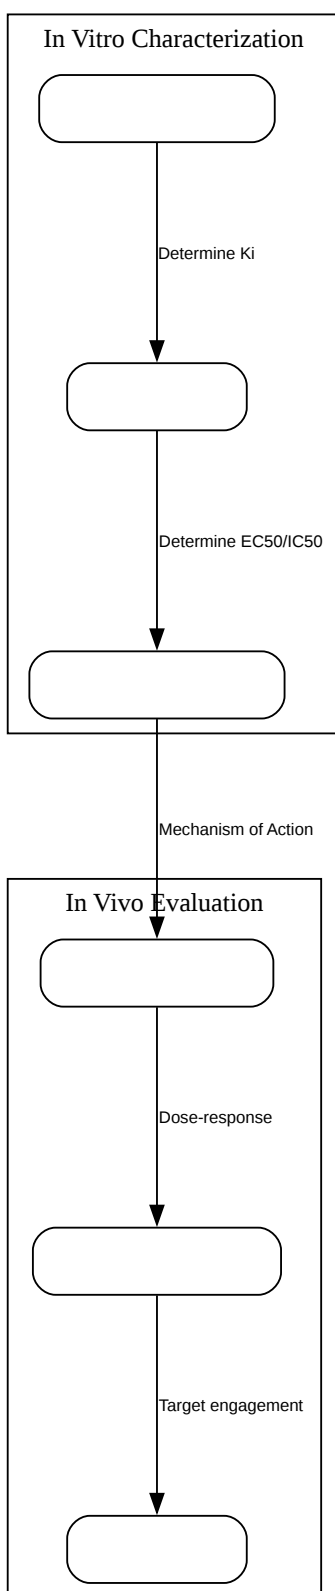 In Vitro Characterization
Determine Ki
Determine EC50/IC50
Mechanism of Action
In Vivo Evaluation
Dose-response
Target engagement